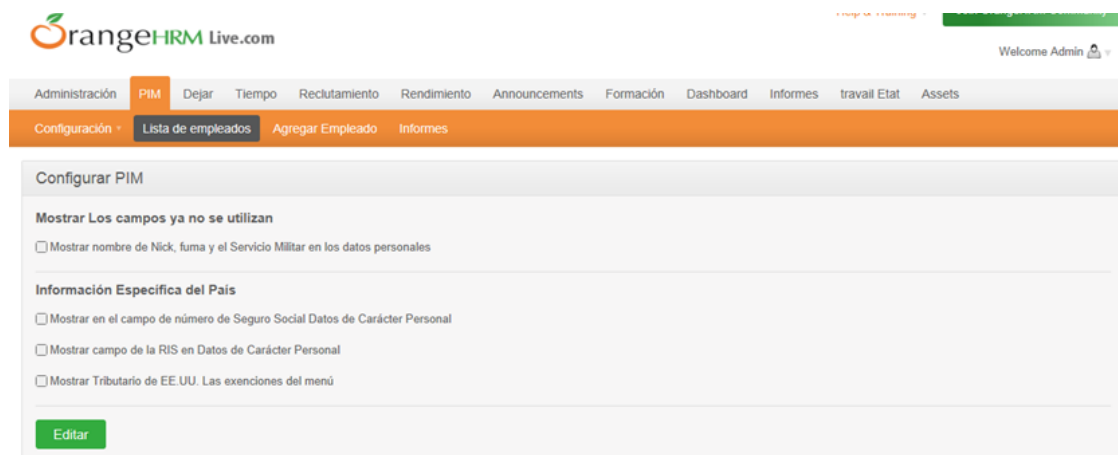 Help & Training
OrangeHRM Live.com
Welcome Admin
Administración PIM Dejar Tiempo Reclutamiento Rendimiento Announcements Formación Dashboard Informes travail Etat Assets
Configuración Lista de empleados Agregar Empleado Informes
Configurar PIM
Mostrar Los campos ya no se utilizan
Mostrar nombre de Nick, fuma y el Servicio Militar en los datos personales
Información Especifica del País
Mostrar en el campo de número de Seguro Social Datos de Carácter Personal
Mostrar campo de la RIS en Datos de Carácter Personal
Mostrar Tributario de EE.UU. Las exenciones del menú
Editar